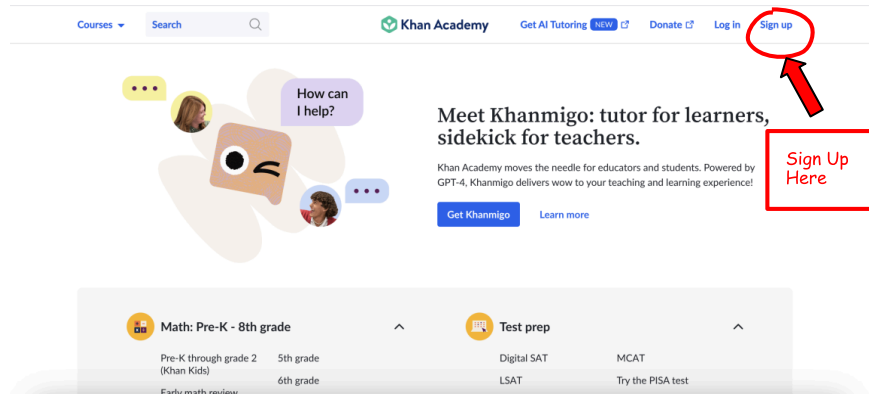 Courses Search Khan Academy Get AI Tutoring NEW Donate Log in Sign up
How can
I help?
Meet Khanmigo: tutor for learners,
sidekick for teachers.
Khan Academy moves the needle for educators and students. Powered by
GPT-4, Khanmigo delivers wow to your teaching and learning experience!
Get Khanmigo Learn more
Sign Up
Here
Math: Pre-K - 8th grade
Pre-K through grade 2
(Khan Kids)
Early math review
5th grade
6th grade
Test prep
Digital SAT
LSAT
MCAT
Try the PISA test